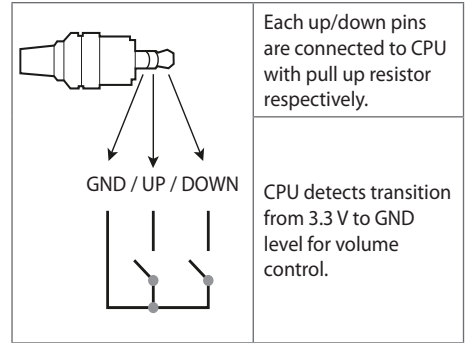 Each up/down pins
are connected to CPU
with pull up resistor
respectively.
GND / UP / DOWN
CPU detects transition
from 3.3 V to GND
level for volume
control.